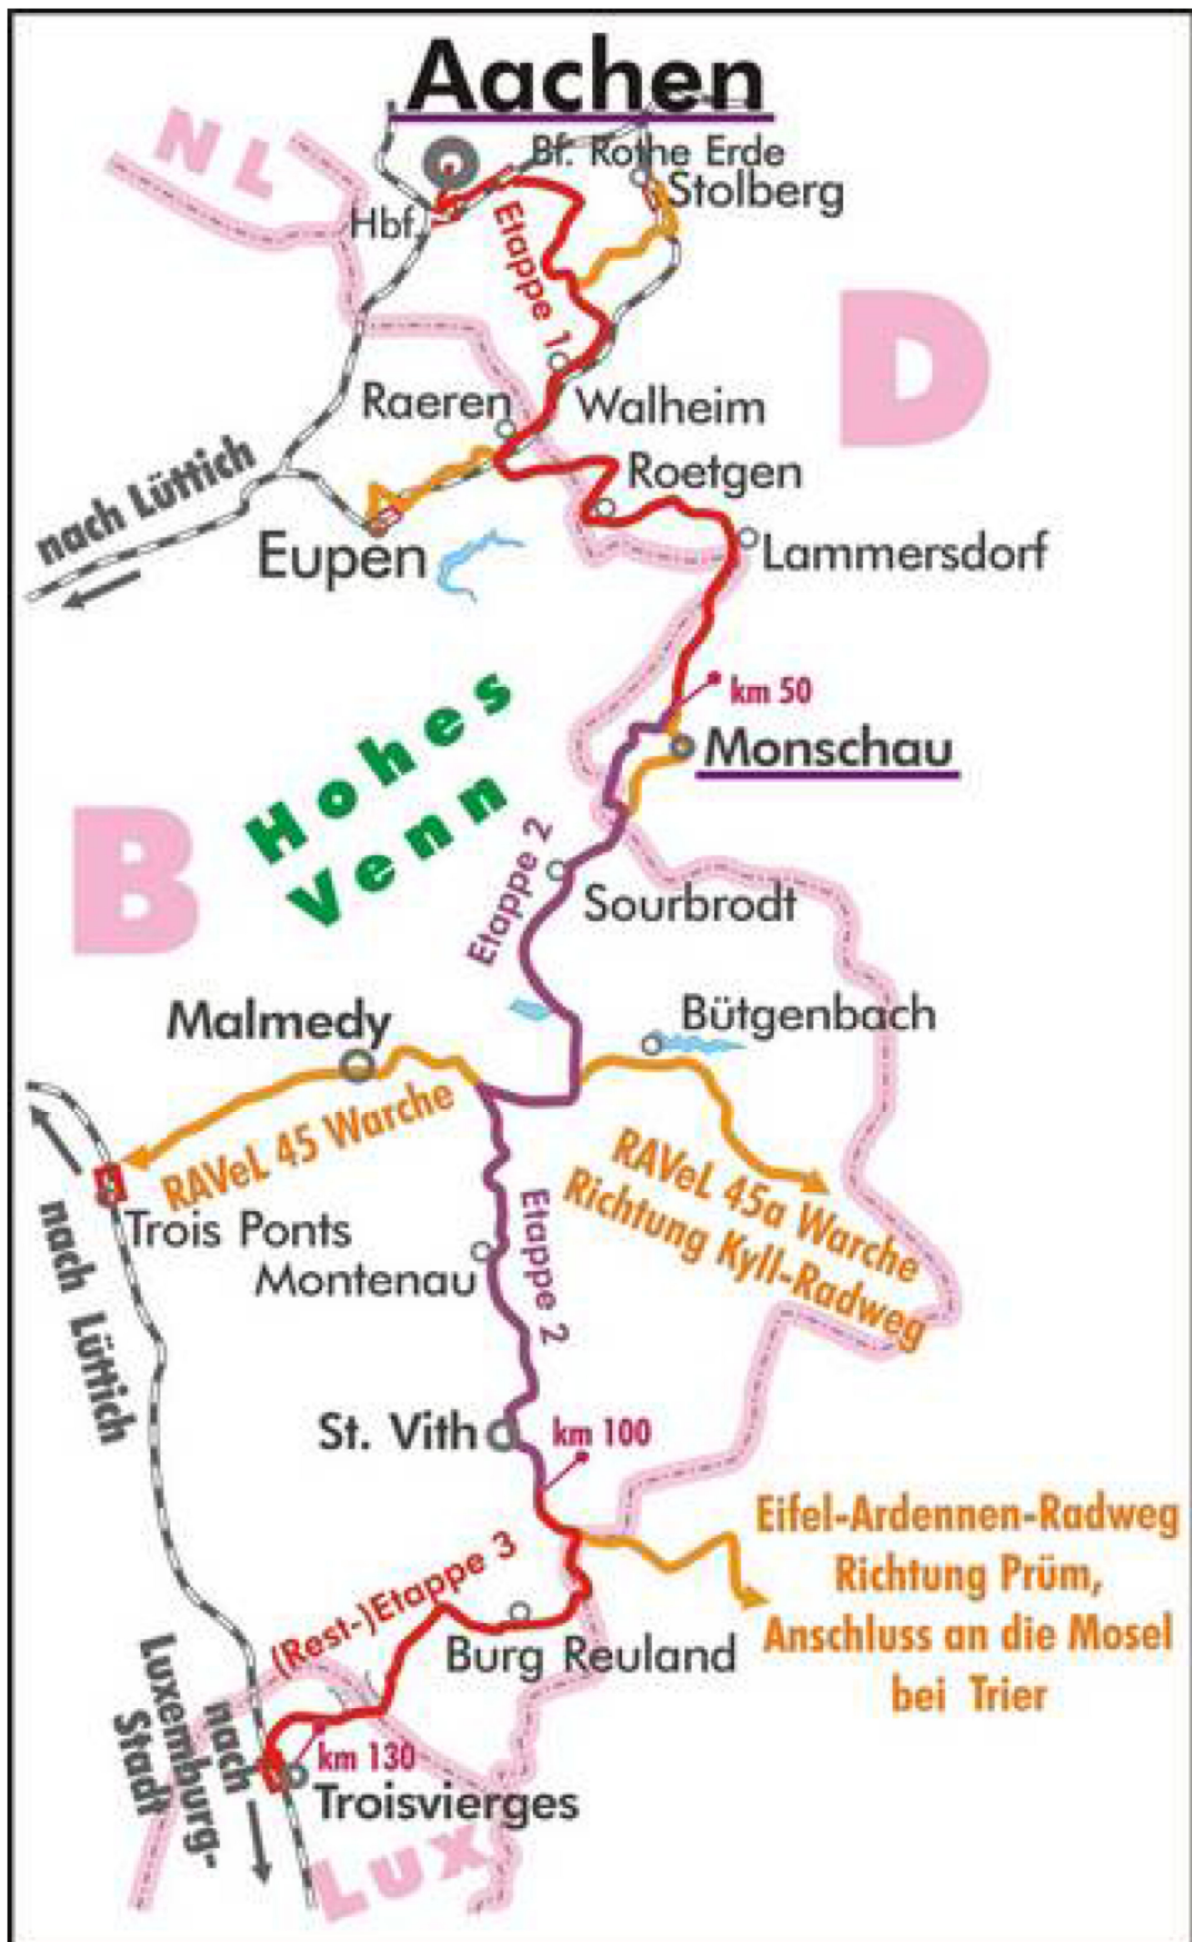 Aachen
NL
Bf. Rothe Erde
Stolberg
Hbf
Etappe 1
D
Raeren
Walheim
nach Lüttich
Roetgen
Eupen
Lammersdorf
km 50
Hohes
Venn
Monschau
B
Etappe 2
Sourbrodt
Malmedy
Bütgenbach
RAVeL 45 Warche
RAVeL 45a Warche
Richtung Kyll-Radweg
Trois Ponts
Montenau
Etappe 2
nach Lüttich
St. Vith
km 100
Eifel-Ardennen-Radweg
Richtung Prüm,
Anschluss an die Mosel
bei Trier
(Rest-)Etappe 3
Burg Reuland
nach
Luxemburg-
Stadt
km 130
Troisvierges
Lux